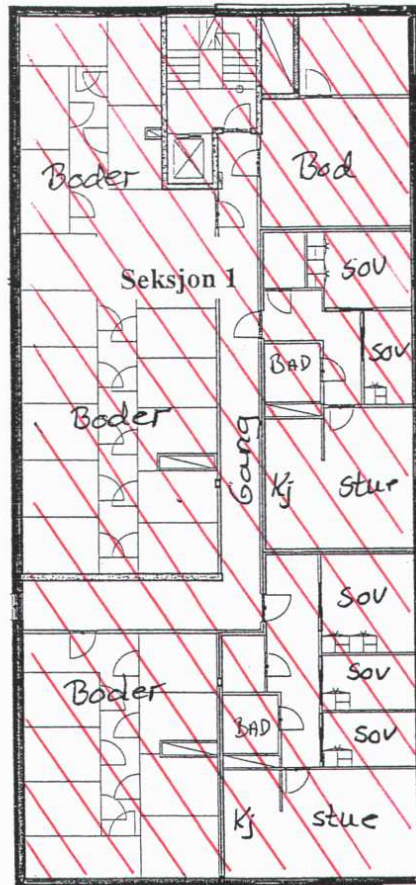 Boder
Bod
Seksjon 1
SOV
SOV
BAD
Boder
Gang
Kj
stue
SOV
Boder
SOV
BAD
SOV
Kj
stue